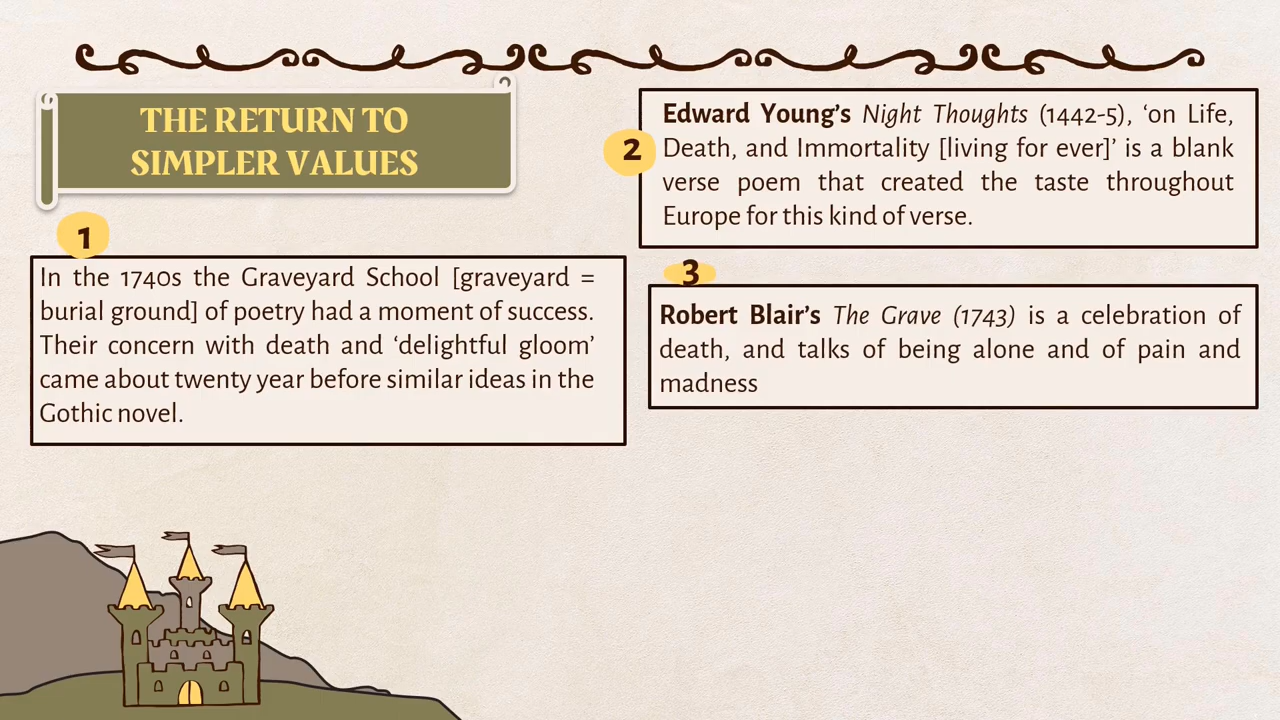 THE RETURN TO
SIMPLER VALUES
1
In the 1740s the Graveyard School [graveyard =
burial ground] of poetry had a moment of success.
Their concern with death and ‘delightful gloom’
came about twenty year before similar ideas in the
Gothic novel.
2
Edward Young’s Night Thoughts (1442-5), ‘on Life,
Death, and Immortality [living for ever]’ is a blank
verse poem that created the taste throughout
Europe for this kind of verse.
3
Robert Blair’s The Grave (1743) is a celebration of
death, and talks of being alone and of pain and
madness